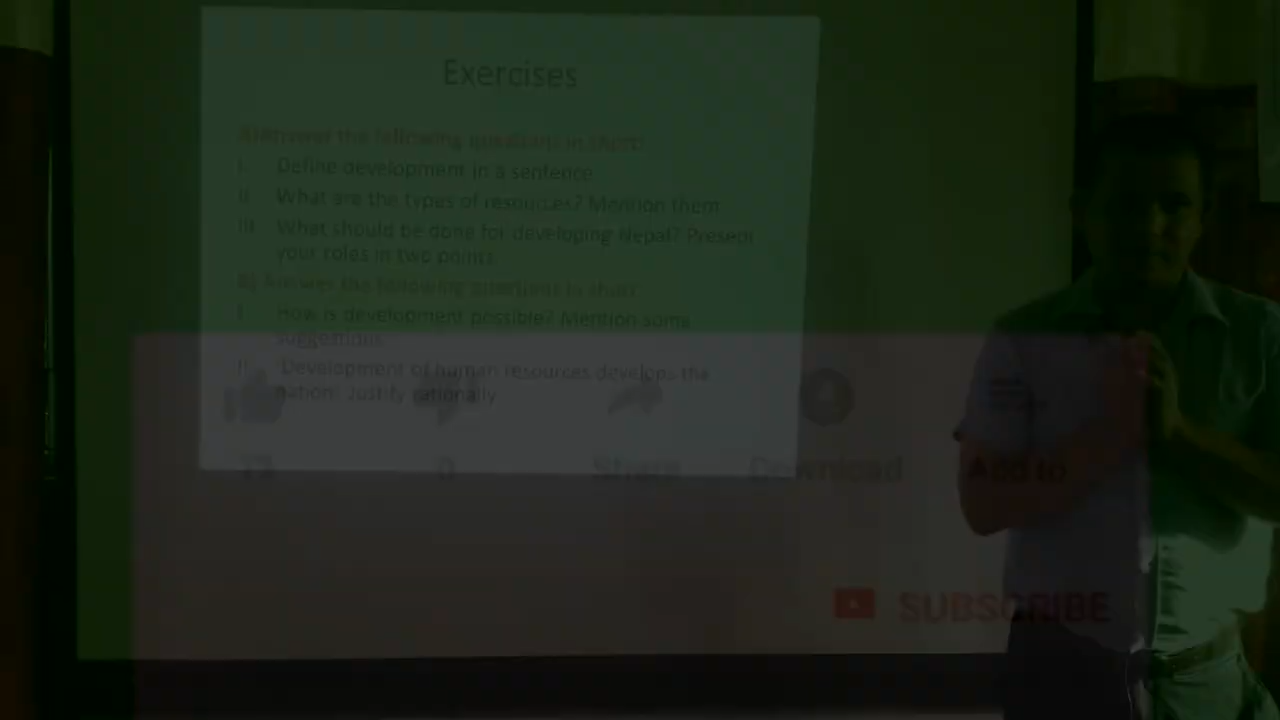 Exercises
A) Answer the following questions in short:
I. Define development in a sentence
II. What are the types of resources? Mention them
III. What should be done for developing Nepal? Present
your roles in two points
B) Answer the following questions in short
I. How is development possible? Mention some
suggestions
II. Development of human resources develops the
nation. Justify rationally
0 Share Download Add to
SUBSCRIBE